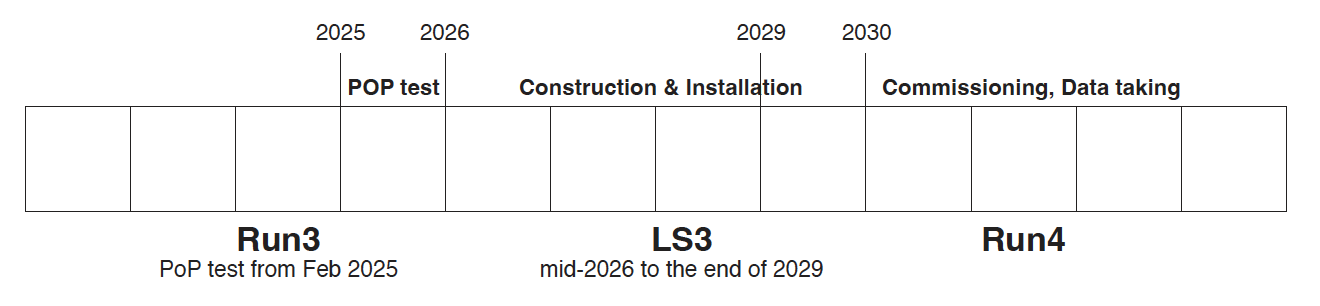 2025 2026 2029 2030
POP test Construction & Installation Commissioning, Data taking
Run3 LS3 Run4
PoP test from Feb 2025 mid-2026 to the end of 2029